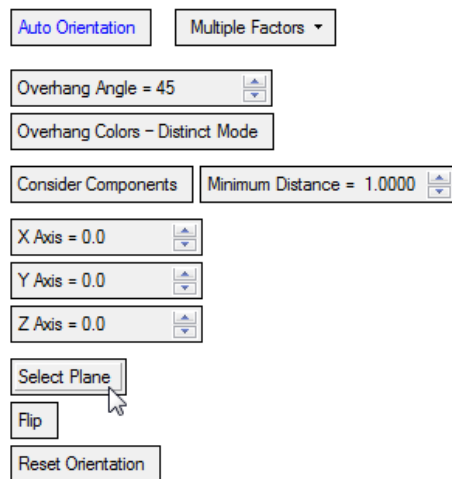 Auto Orientation Multiple Factors
Overhang Angle = 45
Overhang Colors – Distinct Mode
Consider Components Minimum Distance = 1.0000
X Axis = 0.0
Y Axis = 0.0
Z Axis = 0.0
Select Plane
Flip
Reset Orientation